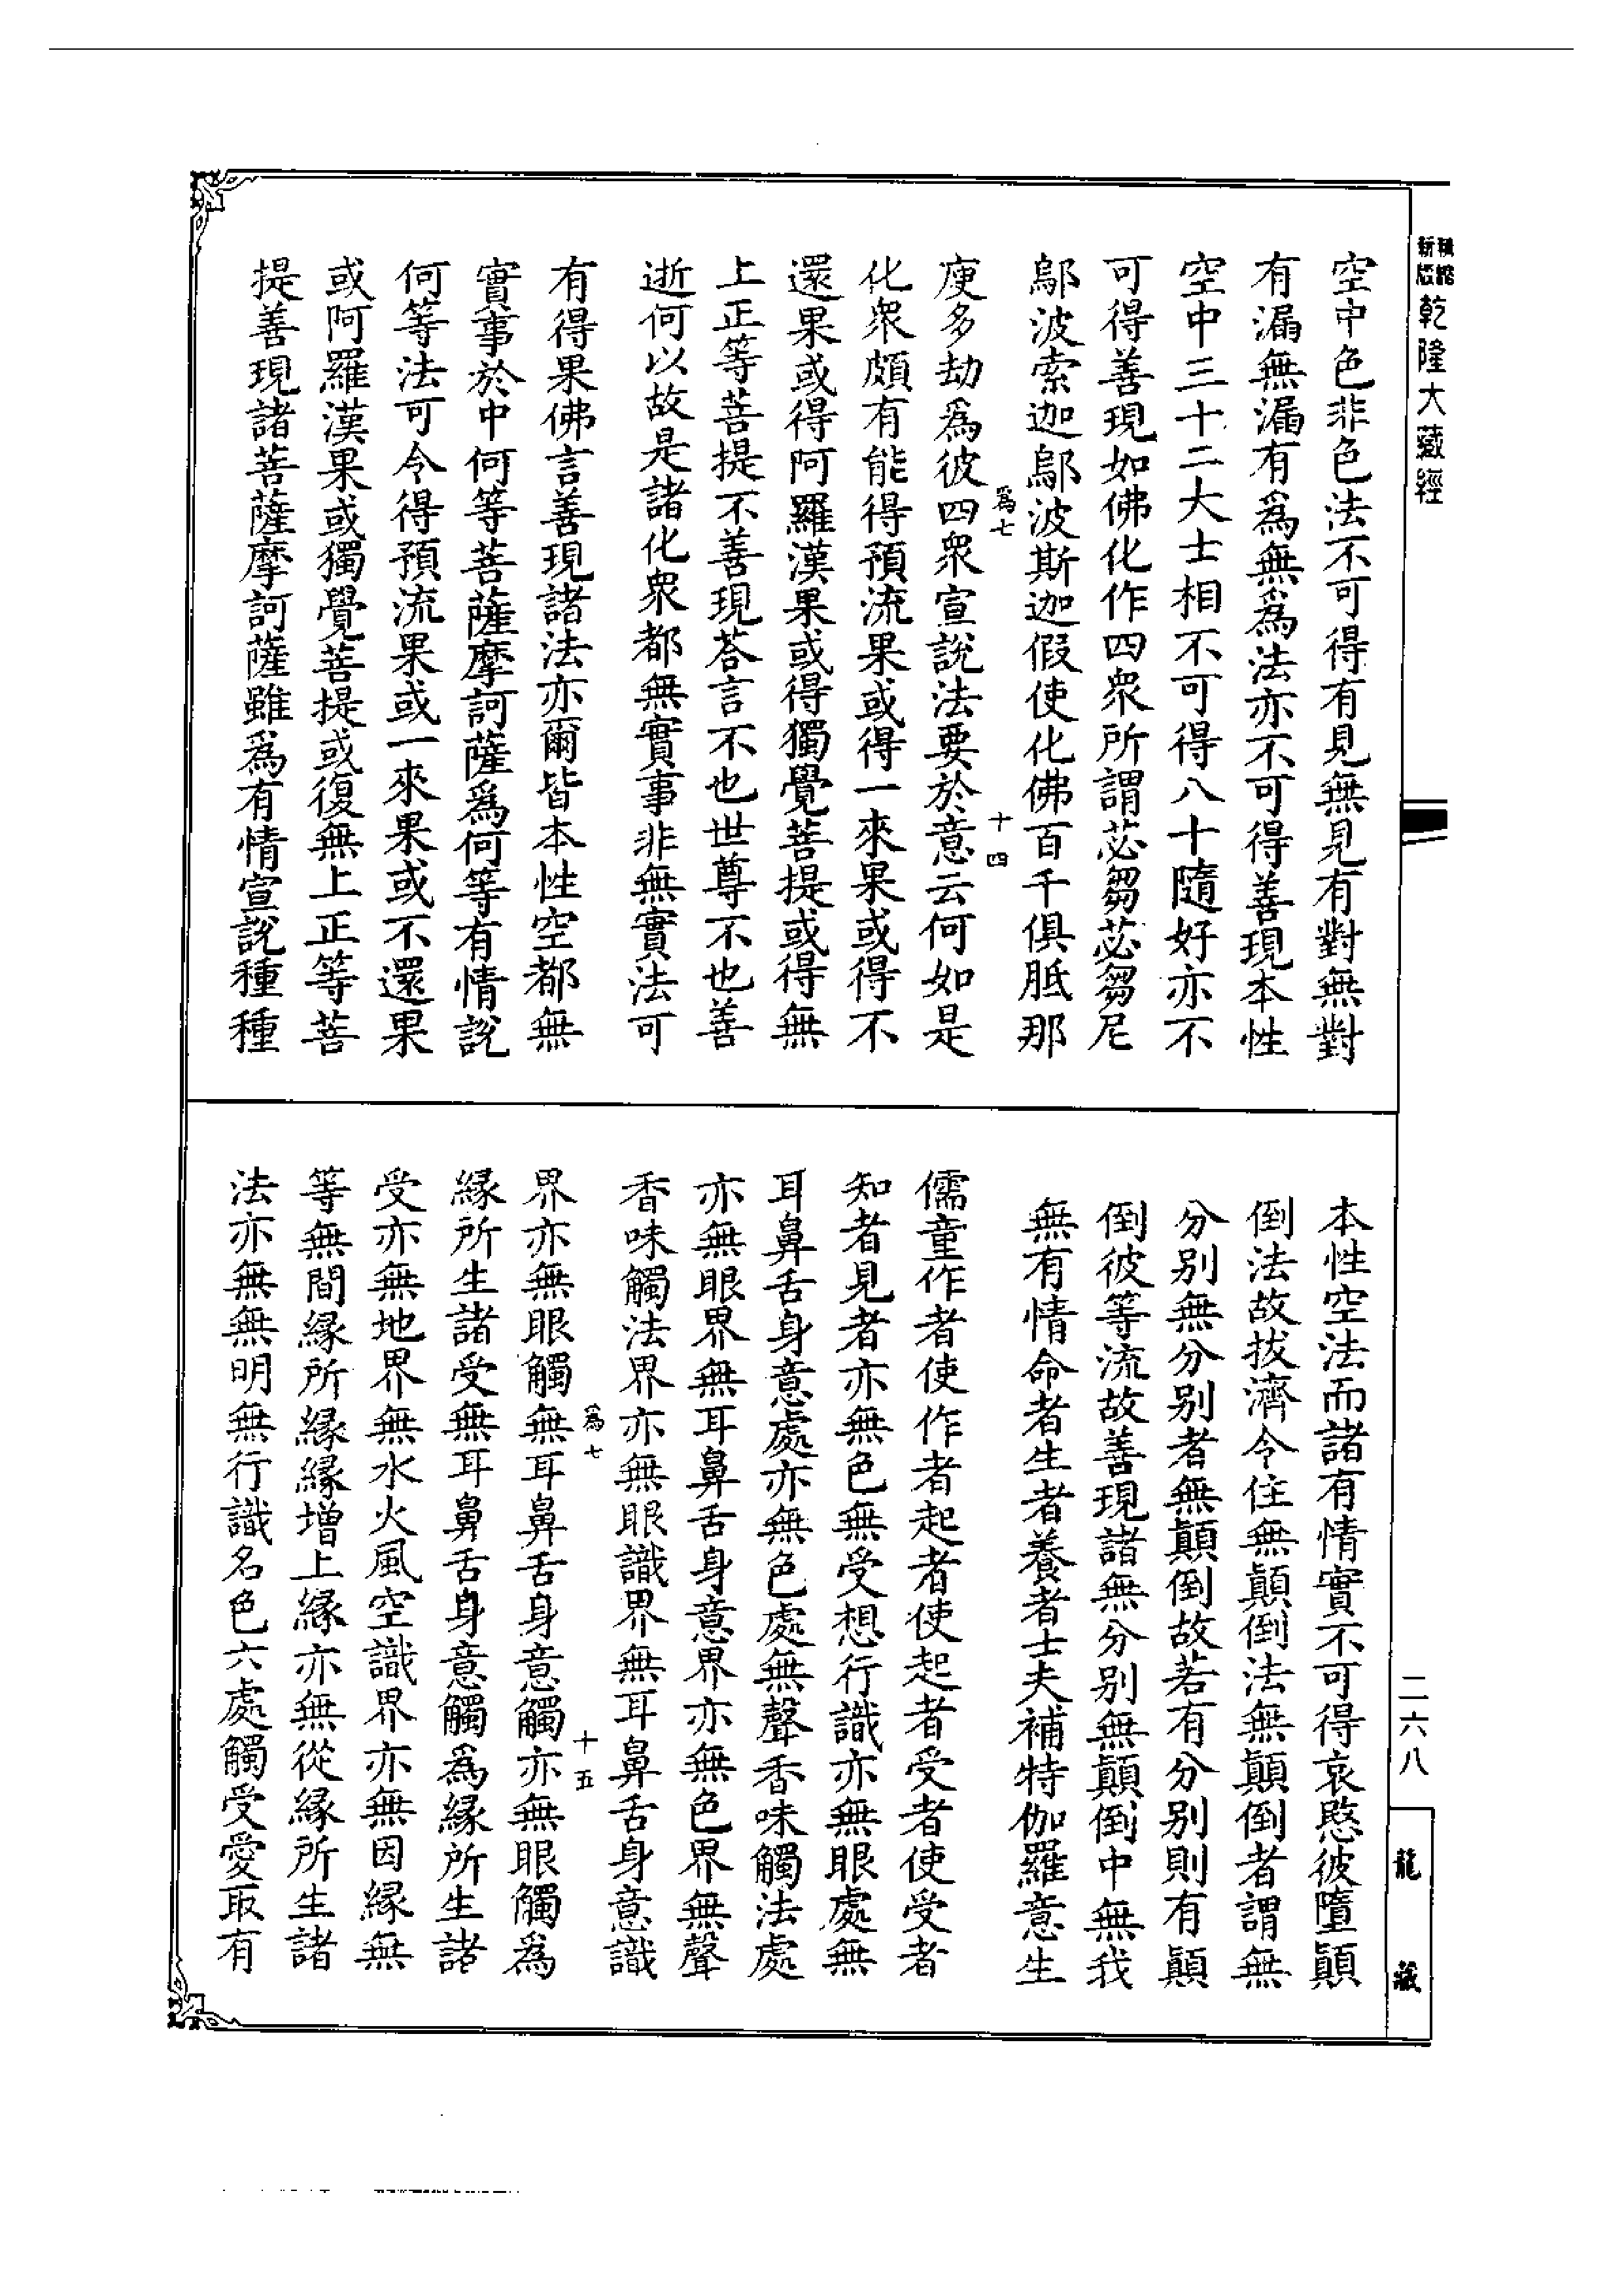 精縮新版乾隆大藏經
空中色非色法不可得有見無見有對無對
有漏無漏有爲無爲法亦不可得善現本性
空中三十二大士相不可得八十隨好亦不
可得善現如佛化作四衆所謂苾芻苾芻尼
鄔波索迦鄔波斯迦假使化佛百千俱胝那
爲七
十四
庾多劫爲彼四衆宣說法要於意云何如是
化衆頗有能得預流果或得一來果或得不
還果或得阿羅漢果或得獨覺菩提或得無
上正等菩提不善現荅言不也世尊不也善
逝何以故是諸化衆都無實事非無實法可
有得果佛言善現諸法亦爾皆本性空都無
實事於中何等菩薩摩訶薩爲何等有情說
何等法可令得預流果或一來果或不還果
或阿羅漢果或獨覺菩提或復無上正等菩
提善現諸菩薩摩訶薩雖爲有情宣說種種
本性空法而諸有情實不可得哀愍彼墮顛
倒法故拔濟令住無顛倒法無顛倒者謂無
分别無分别者無顛倒故若有分别則有顛
倒彼等流故善現諸無分别無顛倒中無我
無有情命者生者養者士夫補特伽羅意生
儒童作者使作者起者使起者受者使受者
知者見者亦無色無受想行識亦無眼處無
耳鼻舌身意處亦無色處無聲香味觸法處
亦無眼界無耳鼻舌身意界亦無色界無聲
香味觸法界亦無眼識界無耳鼻舌身意識
爲七
十五
界亦無眼觸無耳鼻舌身意觸亦無眼觸爲
緣所生諸受無耳鼻舌身意觸爲緣所生諸
受亦無地界無水火風空識界亦無因緣無
等無間緣所緣緣增上緣亦無從緣所生諸
法亦無無明無行識名色六處觸受愛取有
二六八
龍藏